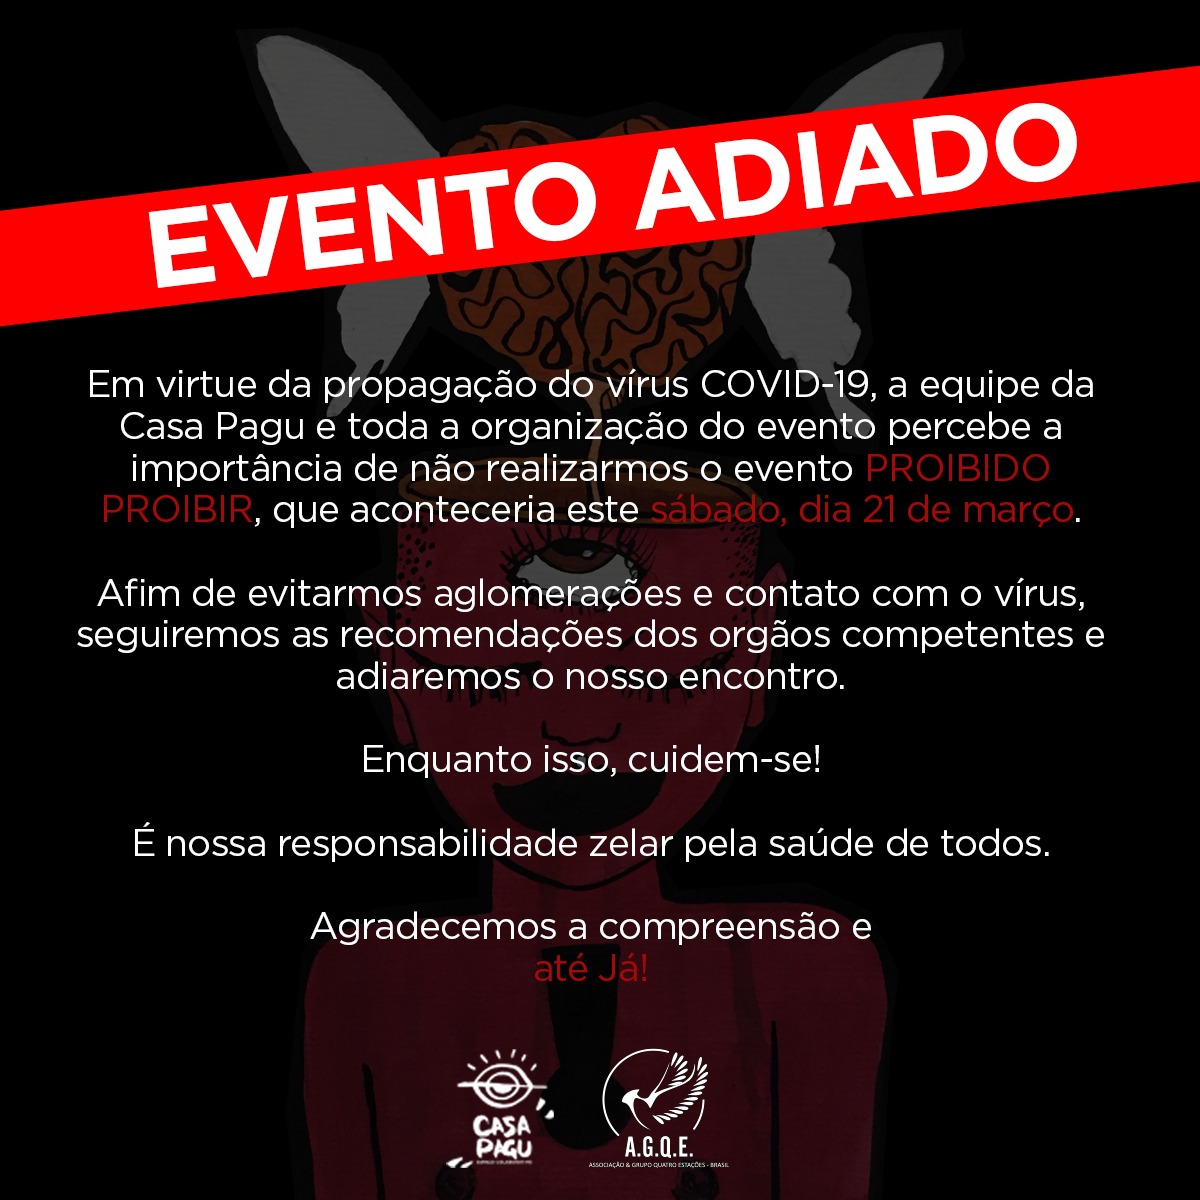 EVENTO ADIADO
Em virtue da propagação do vírus COVID-19, a equipe da
Casa Pagu e toda a organização do evento percebe a
importância de não realizarmos o evento PROIBIDO
PROIBIR, que aconteceria este sábado, dia 21 de março.
Afim de evitarmos aglomerações e contato com o vírus,
seguiremos as recomendações dos orgãos competentes e
adiaremos o nosso encontro.
Enquanto isso, cuidem-se!
É nossa responsabilidade zelar pela saúde de todos.
Agradecemos a compreensão e
até Já!
CASA
PAGU
A.G.Q.E.
ASSOCIAÇÃO & GRUPO QUATRO ESTAÇÕES - BRASIL